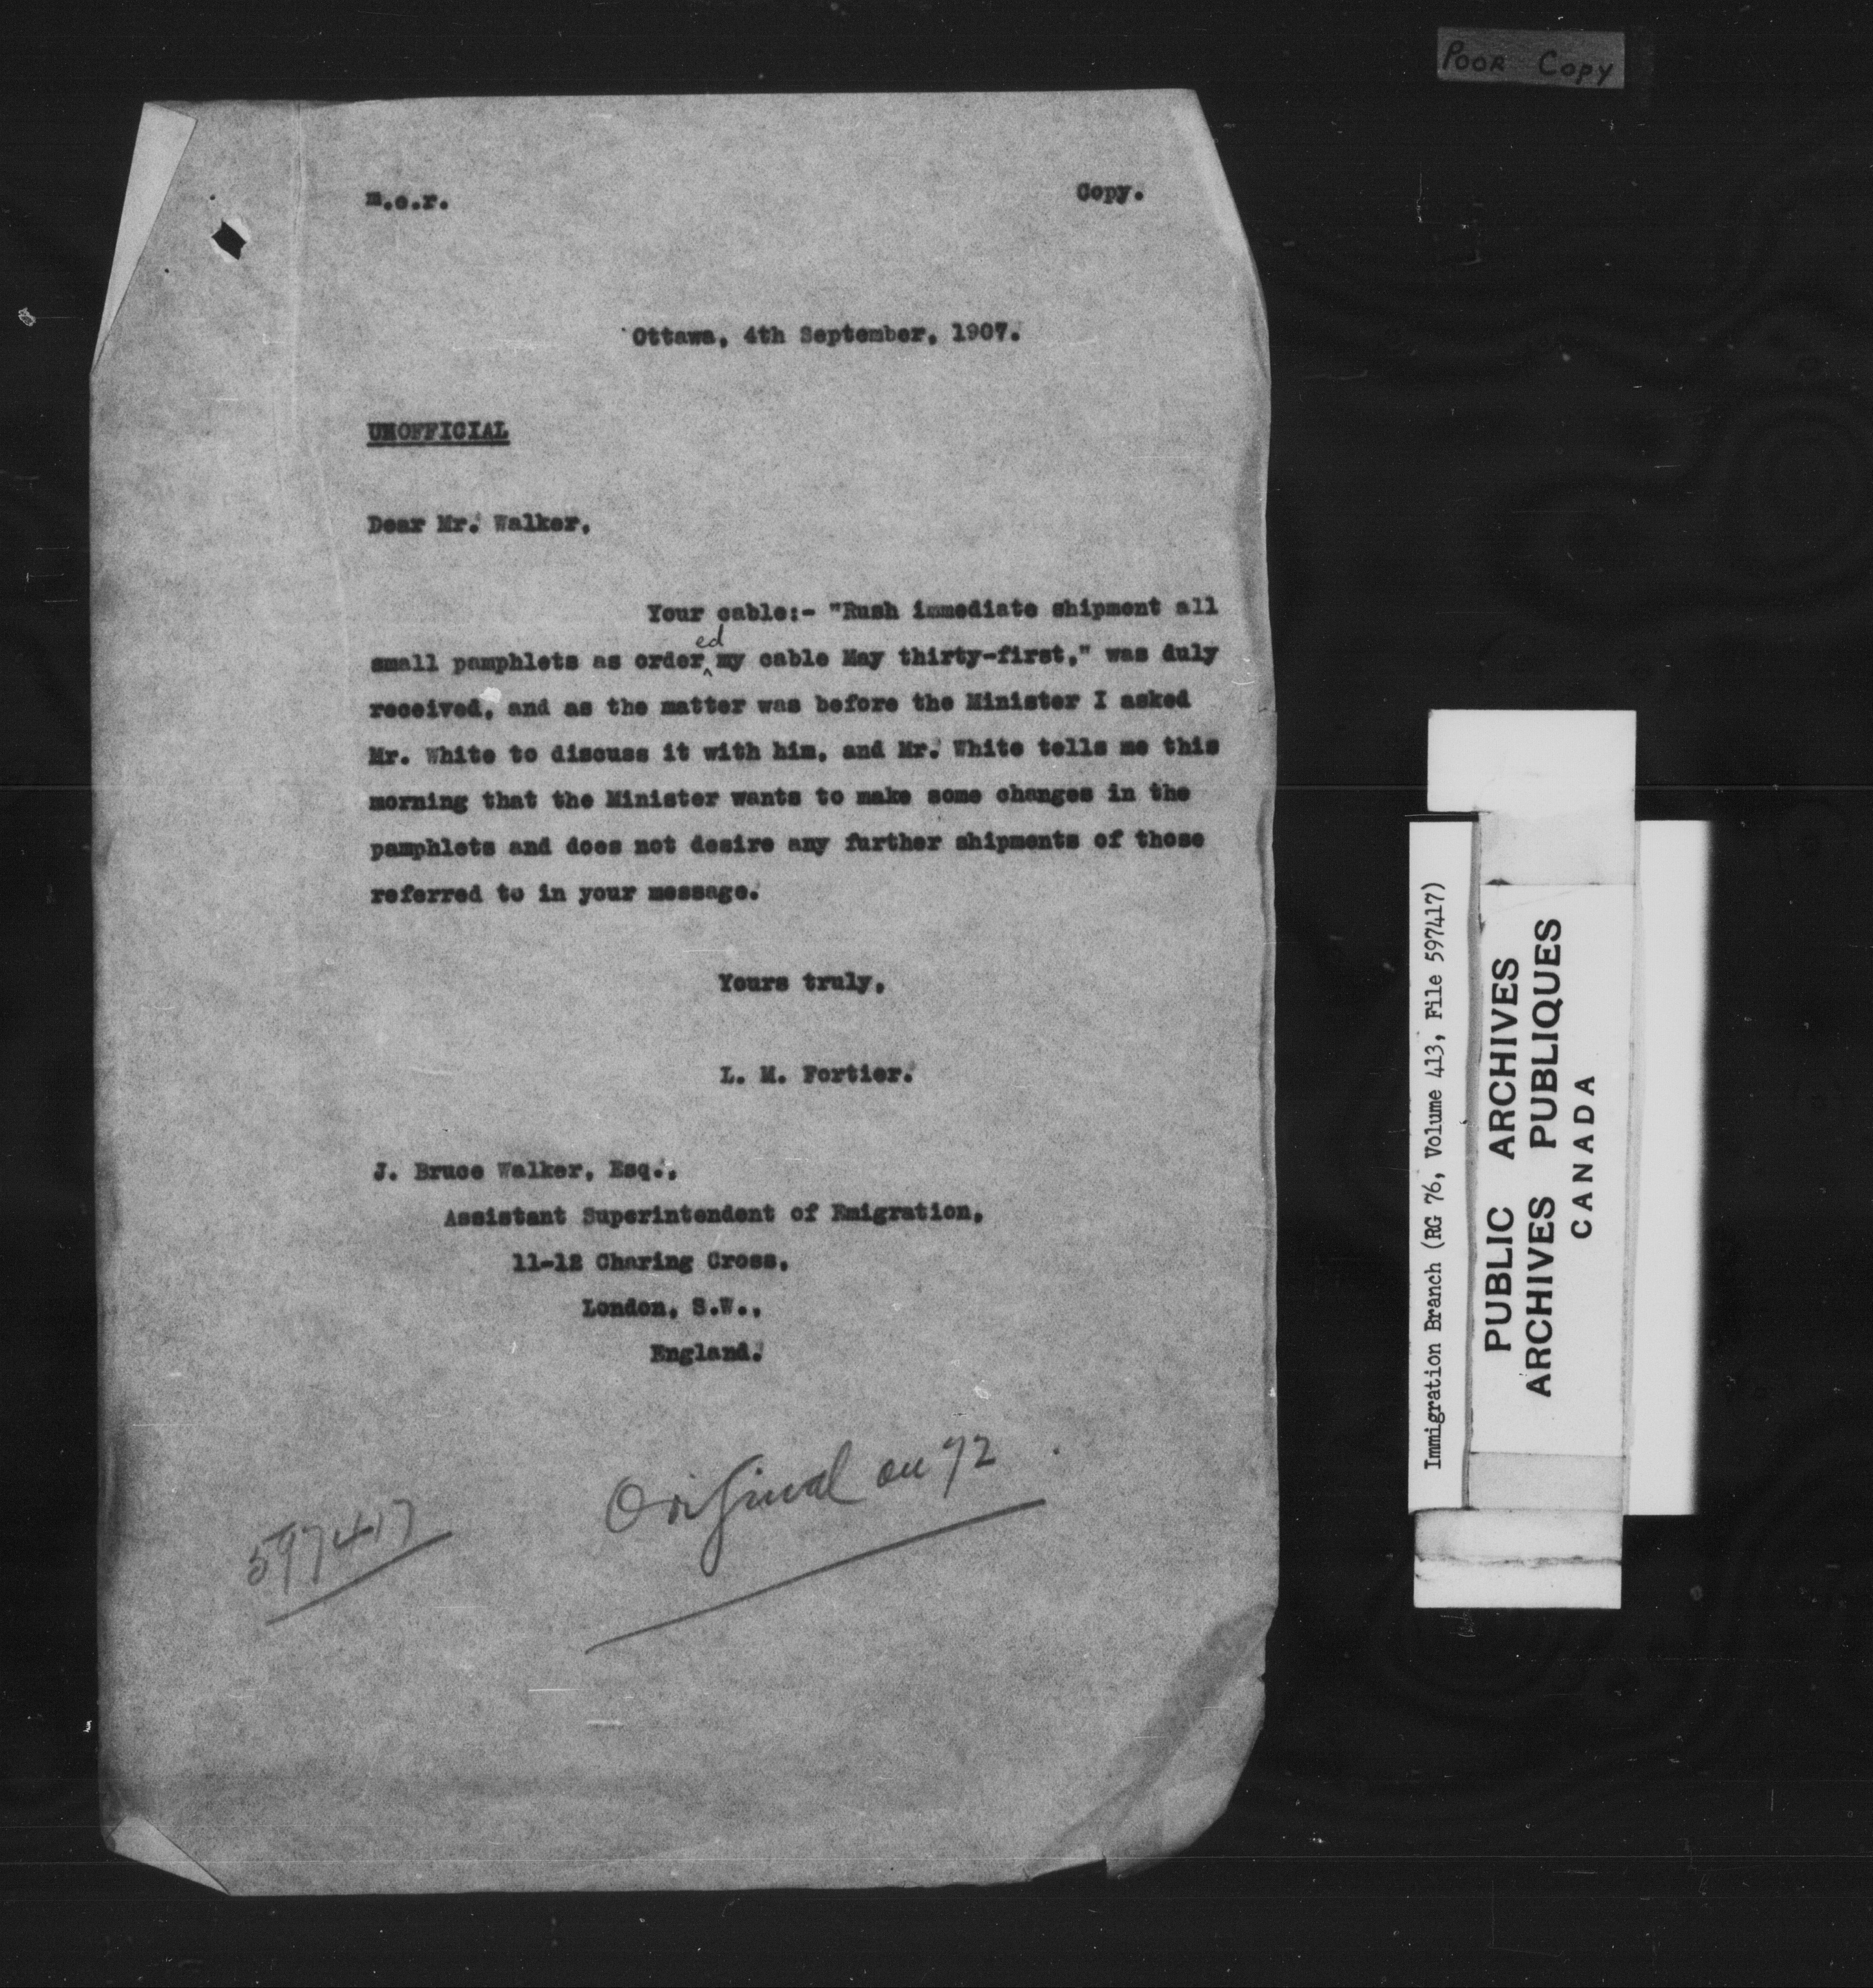 POOR COPY
m.c.r.
Copy.
Ottawa, 4th September, 1907.
UNOFFICIAL
Dear Mr. Walker,
Your cable:- "Rush immediate shipment all
small pamphlets as ordered my cable May thirty-first," was duly
received, and as the matter was before the Minister I asked
Mr. White to discuss it with him, and Mr. White tells me this
morning that the Minister wants to make some changes in the
pamphlets and does not desire any further shipments of those
referred to in your message.
Yours truly,
L. M. Fortier.
J. Bruce Walker, Esq.,
Assistant Superintendent of Emigration,
11-12 Charing Cross,
London, S.W.,
England.
Original on 92
597417
Immigration Branch (RG 76, Volume 413, File 597417)
PUBLIC ARCHIVES
ARCHIVES PUBLIQUES
CANADA